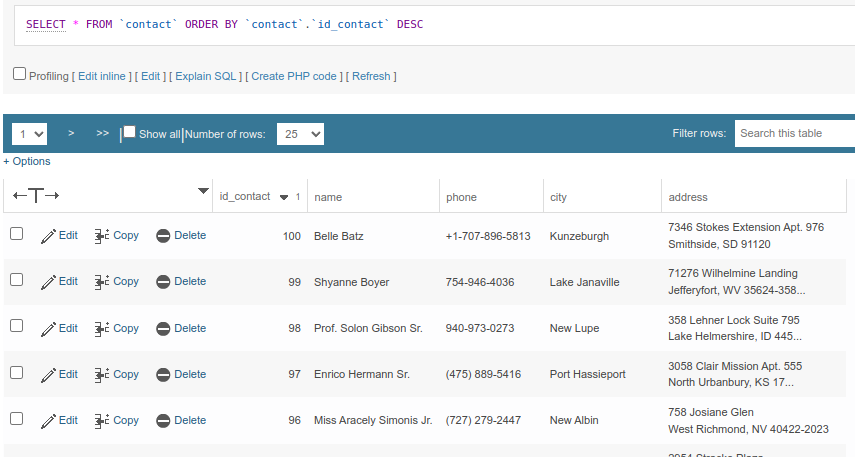 SELECT * FROM `contact` ORDER BY `contact`.`id_contact` DESC
Profiling [ Edit inline ] [ Edit ] [ Explain SQL ] [ Create PHP code ] [ Refresh ]
1 > >> | Show all | Number of rows: 25 Filter rows: Search this table
+ Options
id_contact 1 name phone city address
Edit Copy Delete 100 Belle Batz +1-707-896-5813 Kunzeburgh 7346 Stokes Extension Apt. 976
Smithside, SD 91120
Edit Copy Delete 99 Shyanne Boyer 754-946-4036 Lake Janaville 71276 Wilhelmine Landing
Jefferyfort, WV 35624-358...
Edit Copy Delete 98 Prof. Solon Gibson Sr. 940-973-0273 New Lupe 358 Lehner Lock Suite 795
Lake Helmershire, ID 445...
Edit Copy Delete 97 Enrico Hermann Sr. (475) 889-5416 Port Hassieport 3058 Clair Mission Apt. 555
North Urbanbury, KS 17...
Edit Copy Delete 96 Miss Aracely Simonis Jr. (727) 279-2447 New Albin 758 Josiane Glen
West Richmond, NV 40422-2023